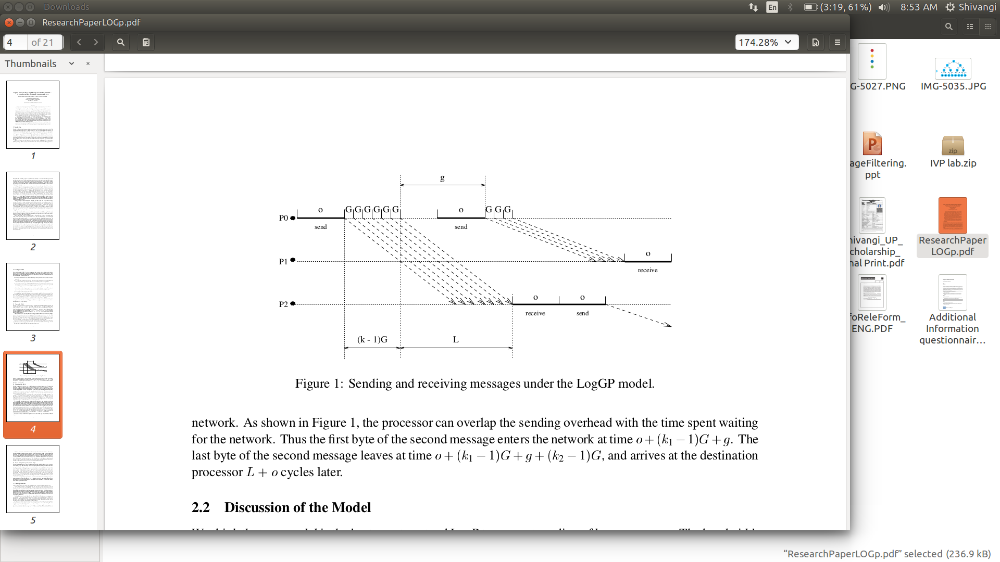 Downloads
En
(3:19, 61%)
8:53 AM
Shivangi
ResearchPaperLOGp.pdf
4
of 21
174.28%
Thumbnails
1
2
3
4
5
g
o
G G G G G G
o
G G G
P0
send
send
o
P1
receive
o
o
P2
receive
send
(k - 1)G
L
Figure 1: Sending and receiving messages under the LogGP model.
network. As shown in Figure 1, the processor can overlap the sending overhead with the time spent waiting
for the network. Thus the first byte of the second message enters the network at time o + (k₁ − 1)G + g. The
last byte of the second message leaves at time o + (k₁ − 1)G + g + (k₂ − 1)G, and arrives at the destination
processor L + o cycles later.
2.2 Discussion of the Model
G-5027.PNG
IMG-5035.JPG
P
zip
ageFiltering.
ppt
IVP lab.zip
hivangi_UP_
cholarship_
nal Print.pdf
ResearchPaper
LOGp.pdf
foReleForm_
ENG.PDF
Additional
Information
questionnair...
“ResearchPaperLOGp.pdf” selected (236.9 kB)